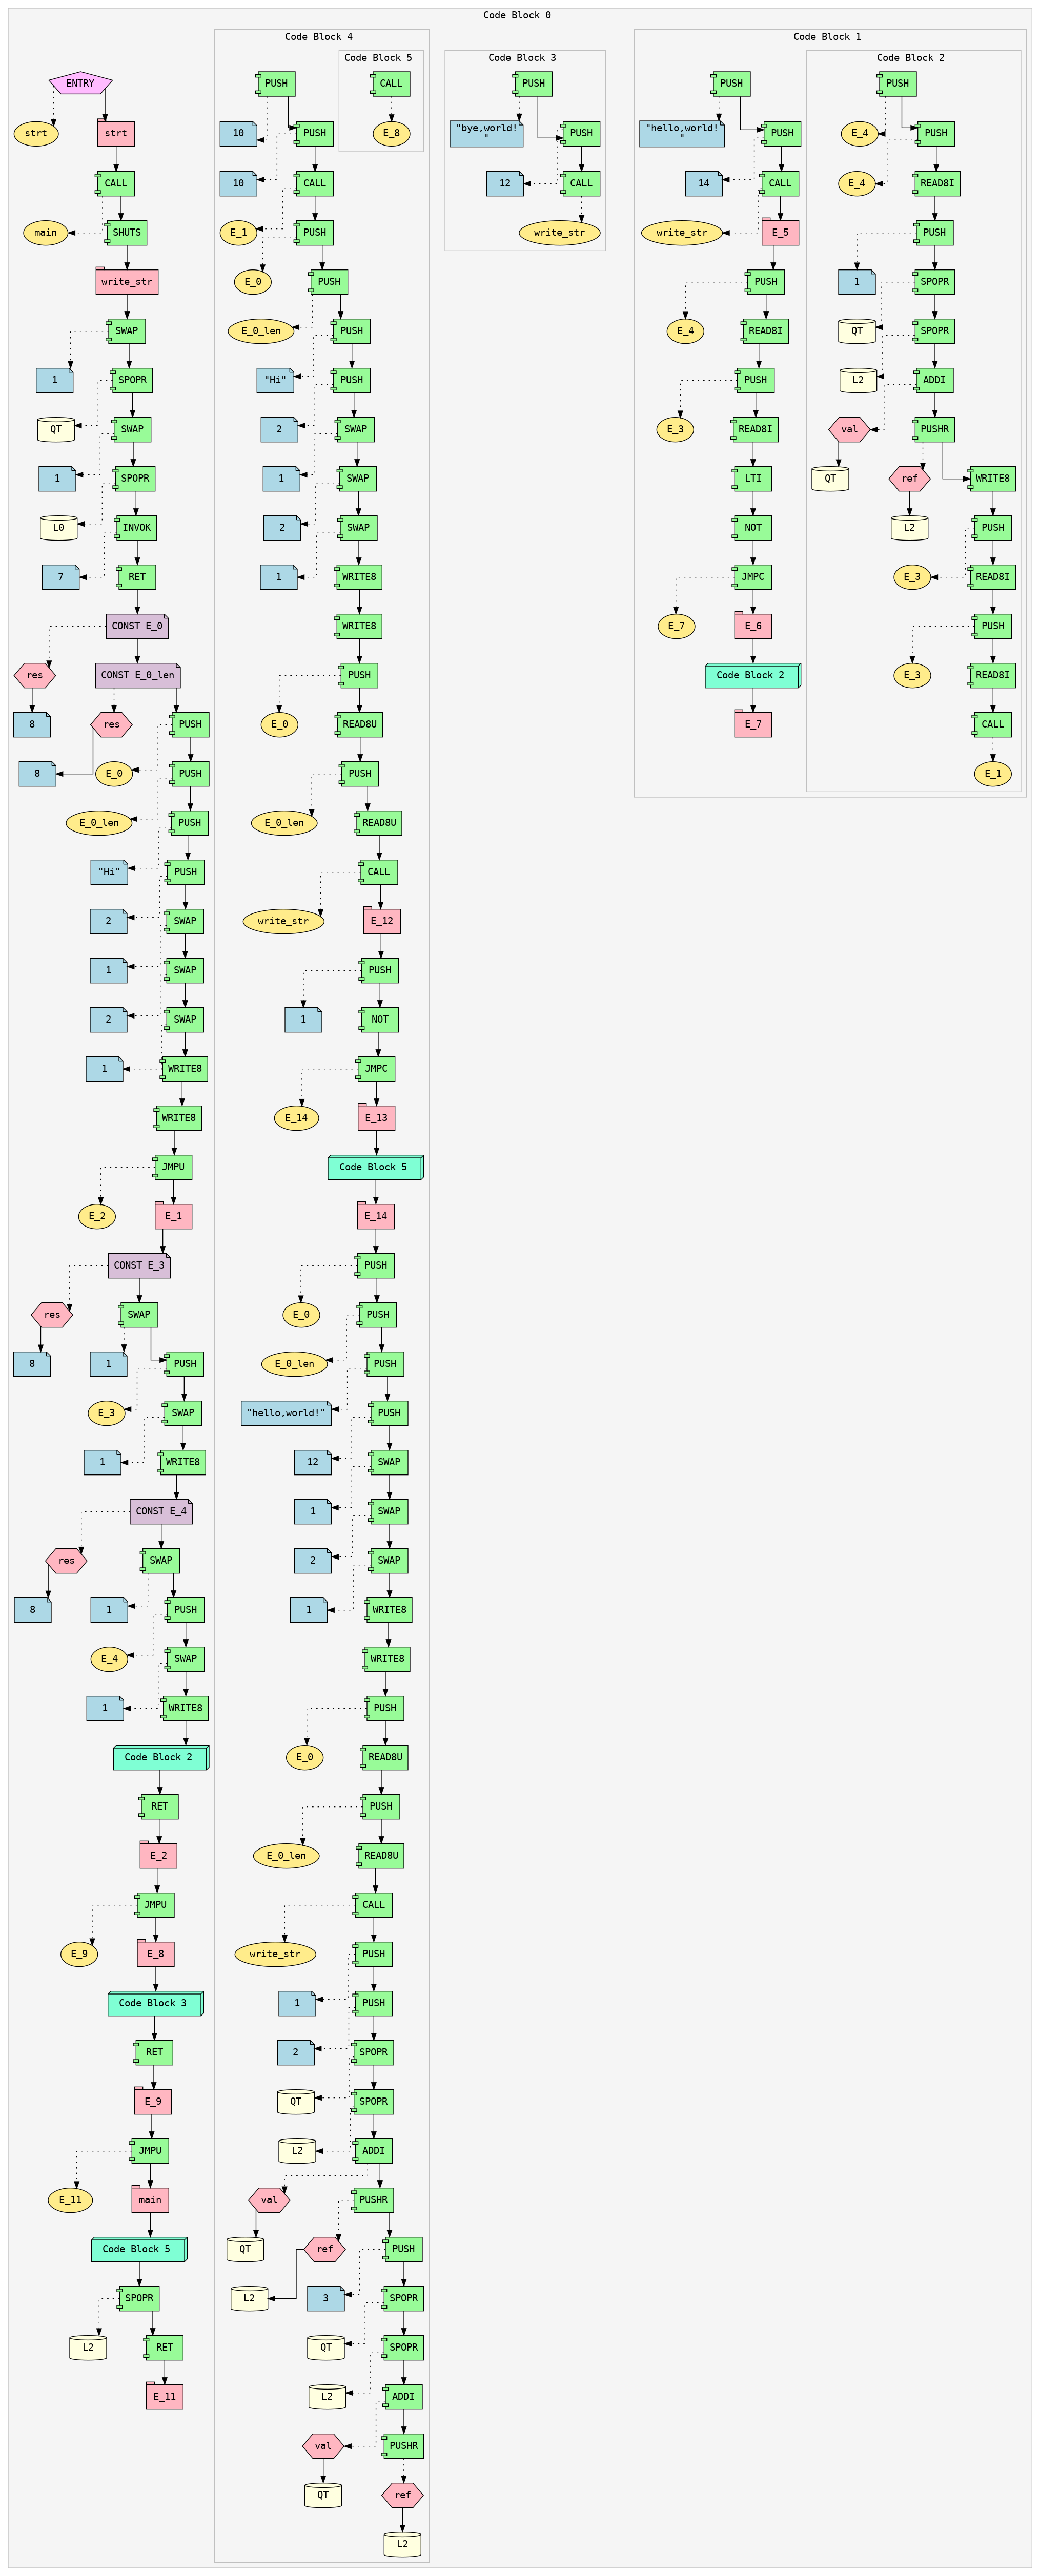 Code Block 0
Code Block 4
Code Block 1
Code Block 5
Code Block 3
Code Block 2
ENTRY
PUSH
CALL
PUSH
PUSH
PUSH
strt
strt
10
PUSH
E_8
"bye,world!
"
PUSH
"hello,world!
"
PUSH
E_4
PUSH
CALL
10
CALL
12
CALL
14
CALL
E_4
READ8I
main
SHUTS
E_1
PUSH
write_str
write_str
E_5
PUSH
write_str
E_0
PUSH
PUSH
1
SPOPR
SWAP
E_0_len
PUSH
E_4
READ8I
QT
SPOPR
1
SPOPR
"Hi"
PUSH
PUSH
L2
ADDI
QT
SWAP
2
SWAP
E_3
READ8I
val
PUSHR
1
SPOPR
1
SWAP
LTI
QT
ref
WRITE8
L0
INVOK
2
SWAP
NOT
L2
PUSH
7
RET
1
WRITE8
JMPC
E_3
READ8I
CONST E_0
WRITE8
E_7
E_6
PUSH
res
CONST E_0_len
PUSH
Code Block 2
E_3
READ8I
8
res
PUSH
E_0
READ8U
E_7
CALL
8
E_0
PUSH
PUSH
E_1
E_0_len
PUSH
E_0_len
READ8U
"Hi"
PUSH
CALL
2
SWAP
write_str
E_12
1
SWAP
PUSH
2
SWAP
1
NOT
1
WRITE8
JMPC
WRITE8
E_14
E_13
JMPU
Code Block 5
E_2
E_1
E_14
CONST E_3
PUSH
res
SWAP
E_0
PUSH
8
1
PUSH
E_0_len
PUSH
E_3
SWAP
"hello,world!"
PUSH
1
WRITE8
12
SWAP
CONST E_4
1
SWAP
res
SWAP
2
SWAP
8
1
PUSH
1
WRITE8
E_4
SWAP
WRITE8
1
WRITE8
PUSH
Code Block 2
E_0
READ8U
RET
PUSH
E_2
E_0_len
READ8U
JMPU
CALL
E_9
E_8
write_str
PUSH
Code Block 3
1
PUSH
RET
2
SPOPR
E_9
QT
SPOPR
JMPU
L2
ADDI
E_11
main
val
PUSHR
Code Block 5
QT
ref
PUSH
SPOPR
L2
3
SPOPR
L2
RET
QT
SPOPR
E_11
L2
ADDI
val
PUSHR
QT
ref
L2